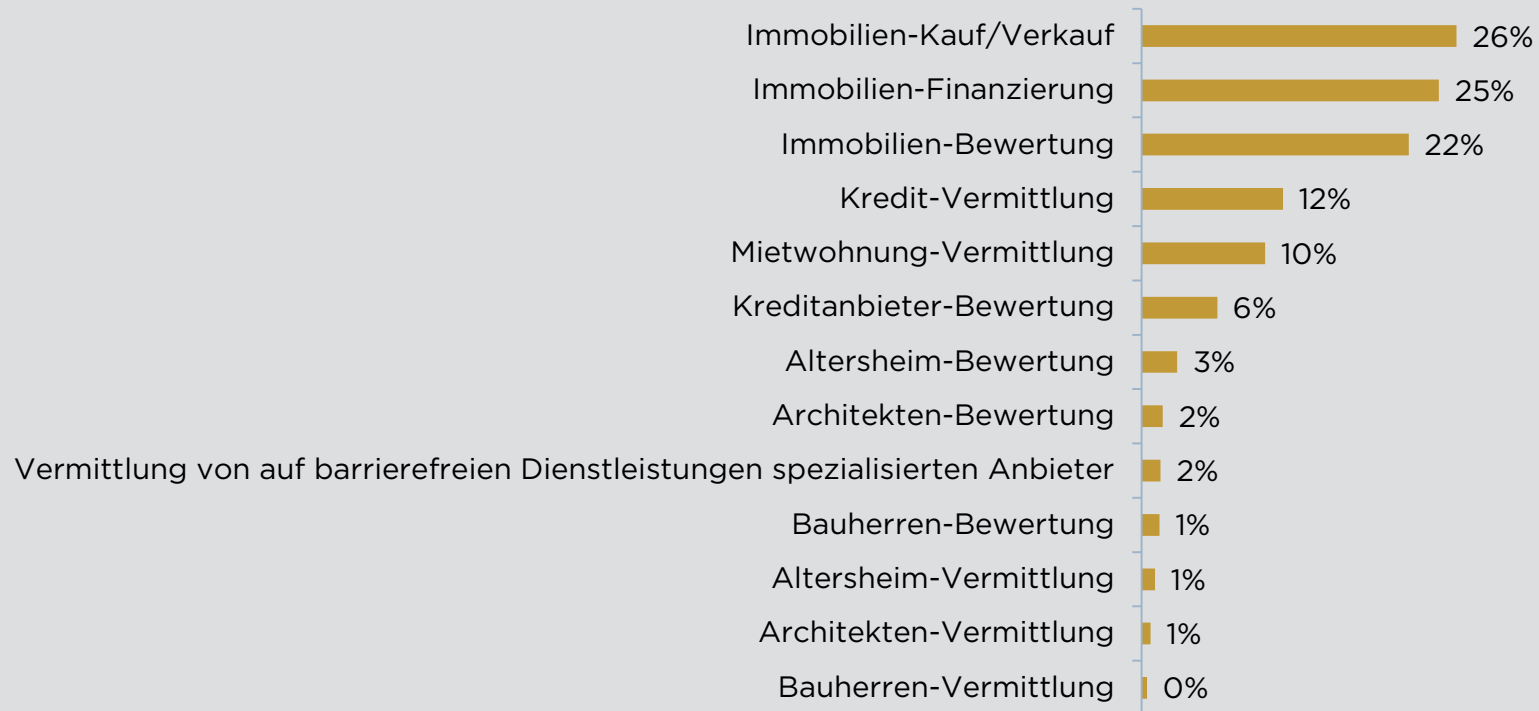 Immobilien-Kauf/Verkauf 26%
Immobilien-Finanzierung 25%
Immobilien-Bewertung 22%
Kredit-Vermittlung 12%
Mietwohnung-Vermittlung 10%
Kreditanbieter-Bewertung 6%
Altersheim-Bewertung 3%
Architekten-Bewertung 2%
Vermittlung von auf barrierefreien Dienstleistungen spezialisierten Anbieter 2%
Bauherren-Bewertung 1%
Altersheim-Vermittlung 1%
Architekten-Vermittlung 1%
Bauherren-Vermittlung 0%